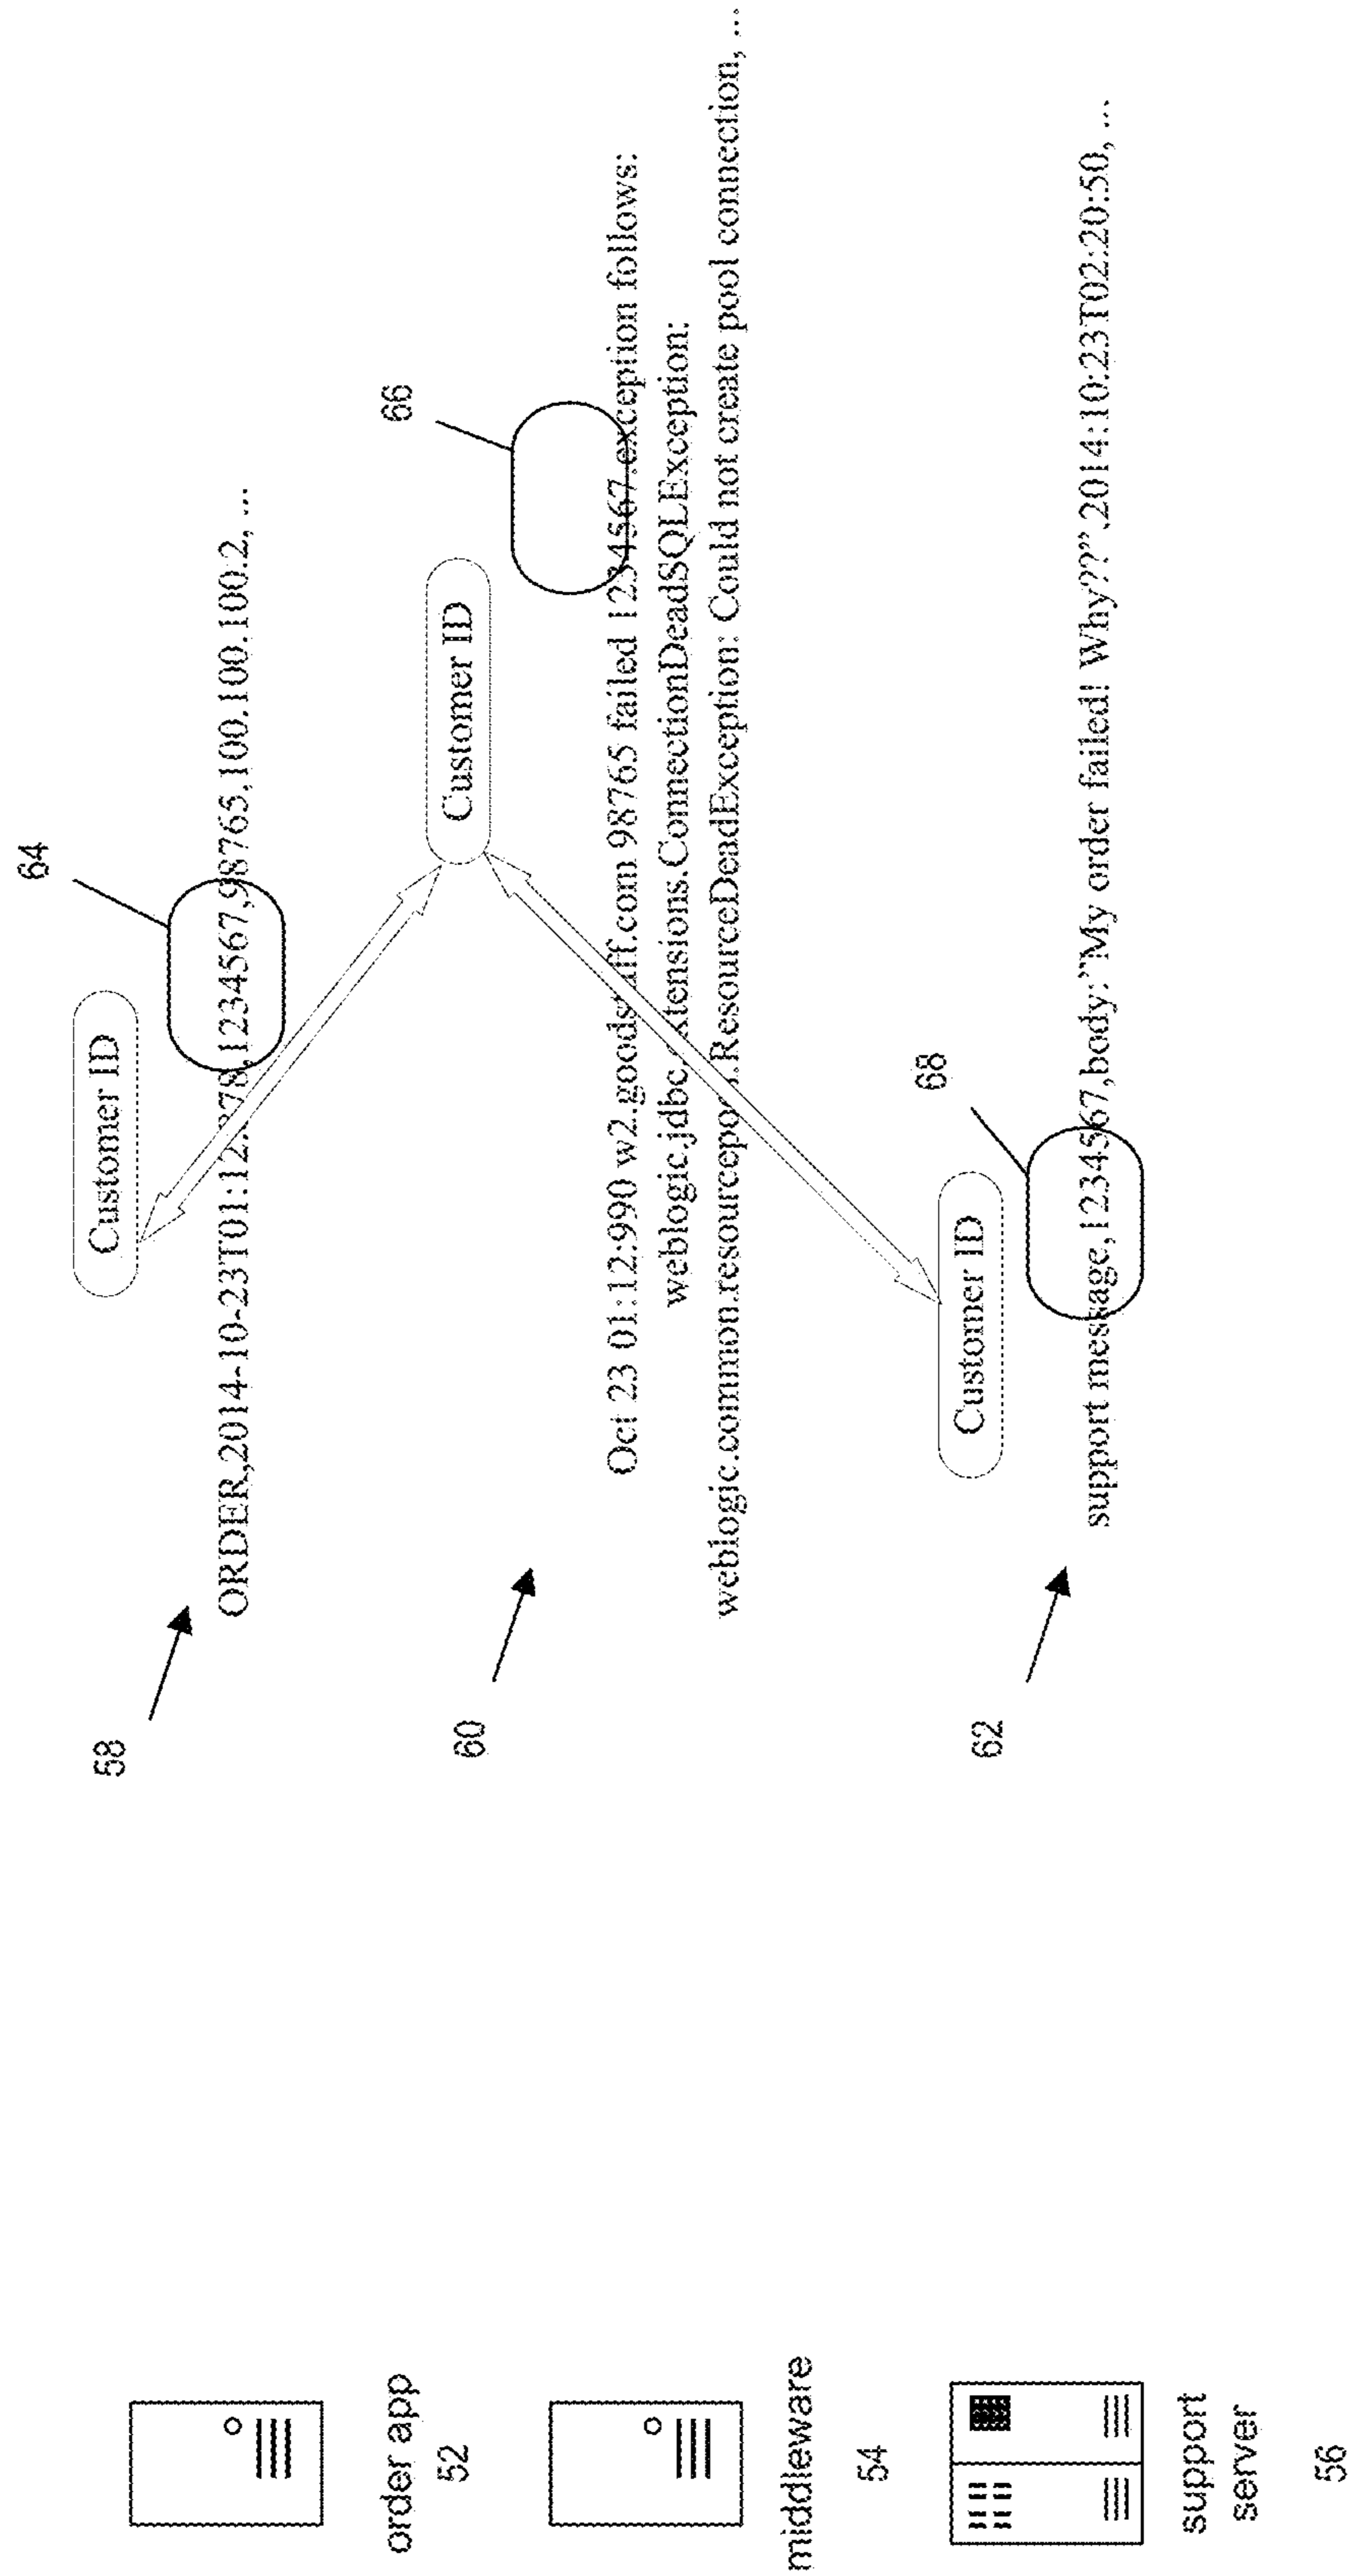 64
Customer ID
ORDER,2014-10-23T01:12:278,1234567,98765,100.100.100.2, ...
58
order app
52
66
Customer ID
Oct 23 01:12:990 w2.goodstuff.com 98765 failed 1234567.exception follows:
weblogic.jdbc.extensions.ConnectionDeadSQLException:
weblogic.common.resourcepool.ResourceDeadException: Could not create pool connection, ...
60
middleware
54
68
Customer ID
support message,1234567,body:"My order failed! Why??",2014:10:23T02:20:50, ...
62
support
server
56